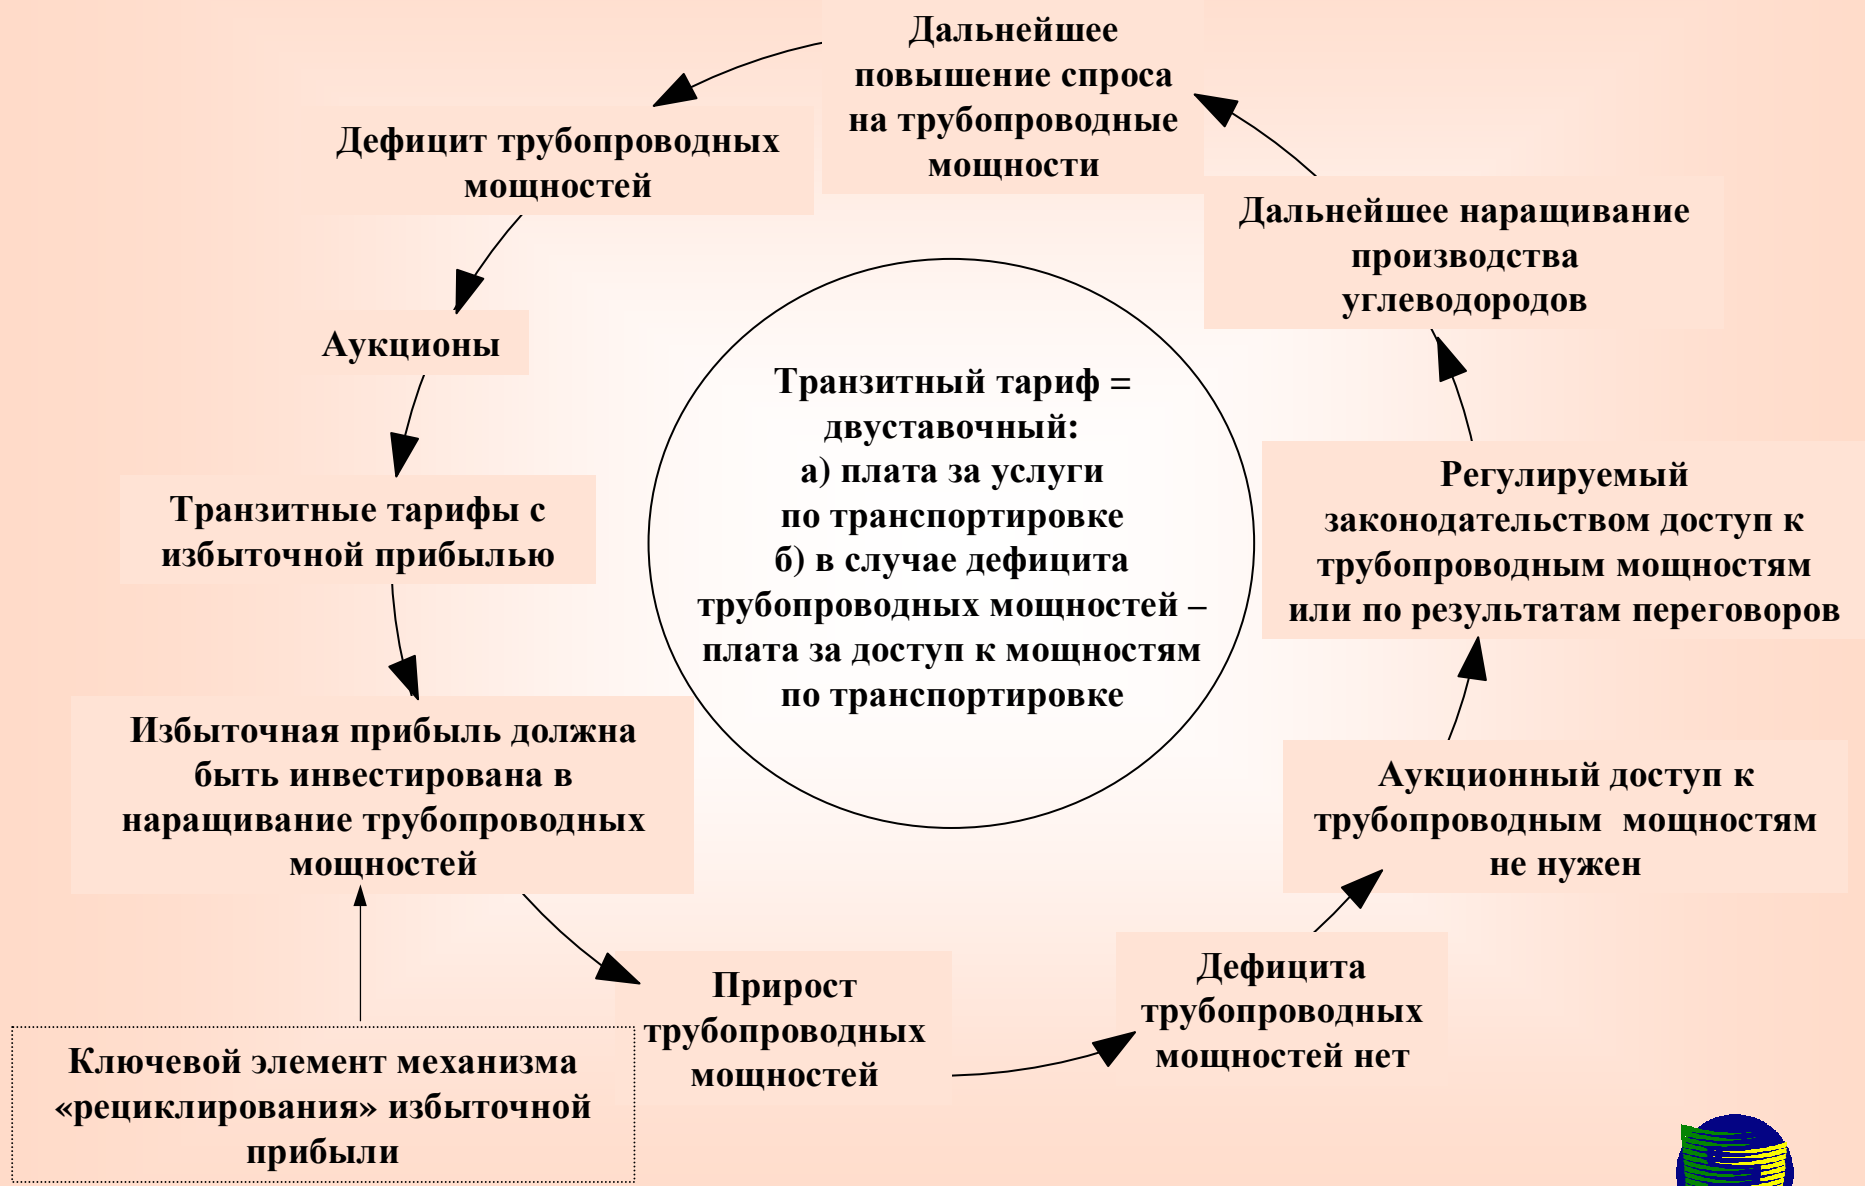 Дальнейшее
повышение спроса
на трубопроводные
мощности
Дефицит трубопроводных
мощностей
Аукционы
Транзитные тарифы с
избыточной прибылью
Избыточная прибыль должна
быть инвестирована в
наращивание трубопроводных
мощностей
Ключевой элемент механизма
«рециклирования» избыточной
прибыли
Прирост
трубопроводных
мощностей
Дефицита
трубопроводных
мощностей нет
Аукционный доступ к
трубопроводным мощностям
не нужен
Регулируемый
законодательством доступ к
трубопроводным мощностям
или по результатам переговоров
Дальнейшее наращивание
производства
углеводородов
Транзитный тариф =
двуставочный:
а) плата за услуги
по транспортировке
б) в случае дефицита
трубопроводных мощностей –
плата за доступ к мощностям
по транспортировке